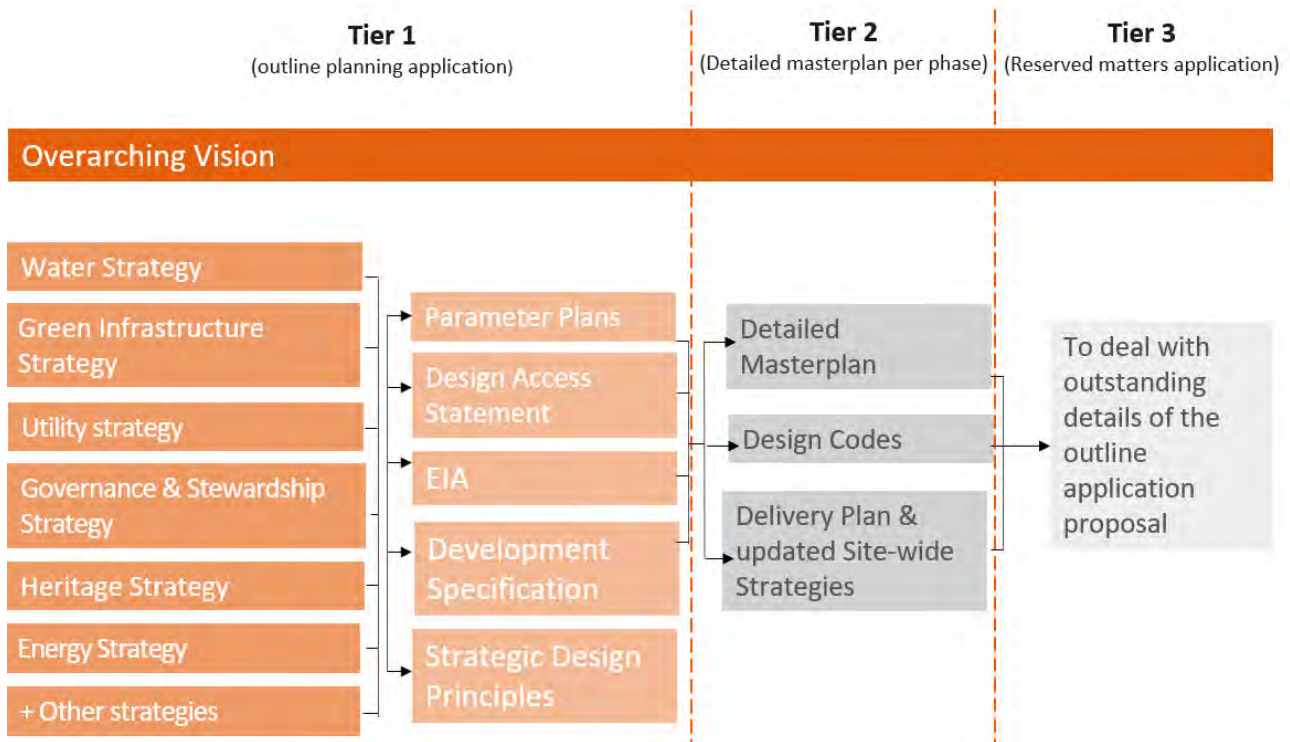 Tier 1
(outline planning application)
Tier 2
(Detailed masterplan per phase)
Tier 3
(Reserved matters application)
Overarching Vision
Water Strategy
Green Infrastructure
Strategy
Utility strategy
Governance & Stewardship
Strategy
Heritage Strategy
Energy Strategy
+ Other strategies
Parameter Plans
Design Access
Statement
EIA
Development
Specification
Strategic Design
Principles
Detailed
Masterplan
Design Codes
Delivery Plan &
updated Site-wide
Strategies
To deal with
outstanding
details of the
outline
application
proposal